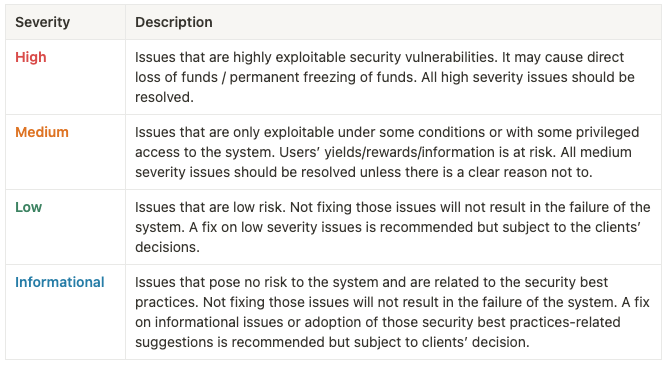 Severity Description
High Issues that are highly exploitable security vulnerabilities. It may cause direct
loss of funds / permanent freezing of funds. All high severity issues should be
resolved.
Medium Issues that are only exploitable under some conditions or with some privileged
access to the system. Users’ yields/rewards/information is at risk. All medium
severity issues should be resolved unless there is a clear reason not to.
Low Issues that are low risk. Not fixing those issues will not result in the failure of the
system. A fix on low severity issues is recommended but subject to the clients’
decisions.
Informational Issues that pose no risk to the system and are related to the security best
practices. Not fixing those issues will not result in the failure of the system. A fix
on informational issues or adoption of those security best practices-related
suggestions is recommended but subject to clients’ decision.